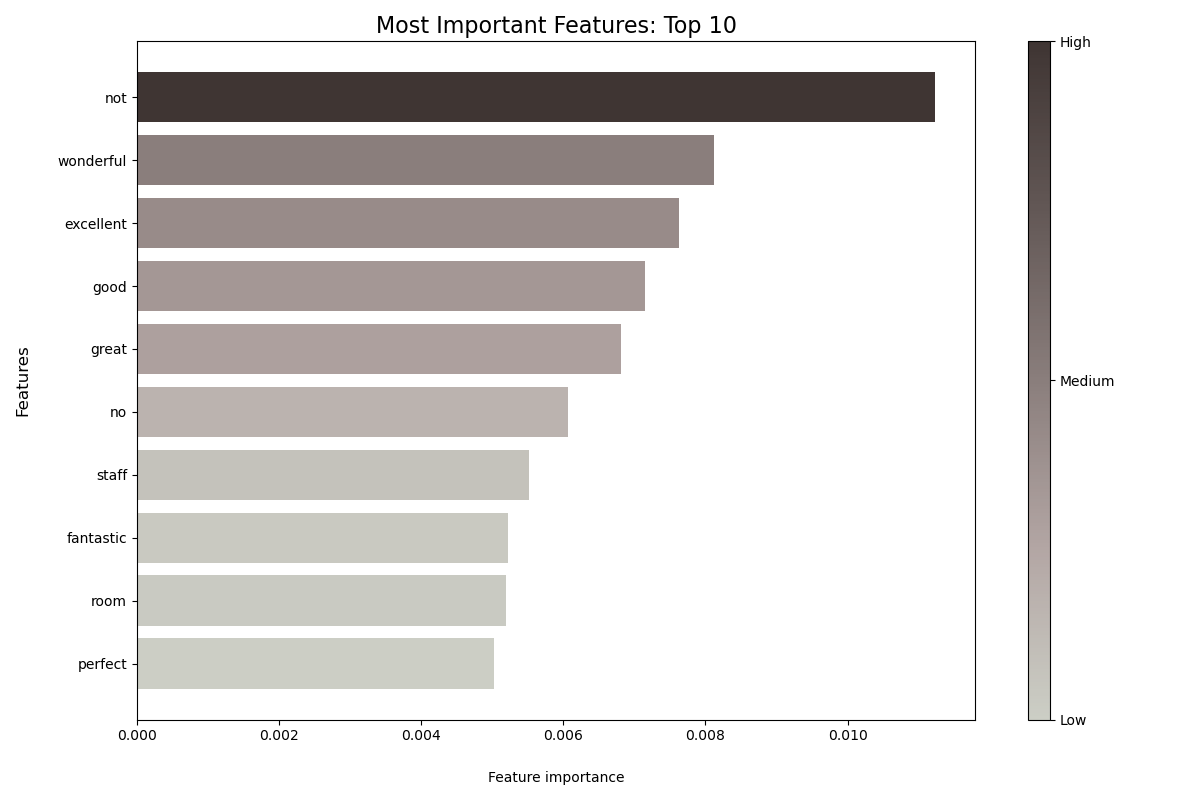 Most Important Features: Top 10
Features
not
wonderful
excellent
good
great
no
staff
fantastic
room
perfect
0.000 0.002 0.004 0.006 0.008 0.010
Feature importance
High
Medium
Low